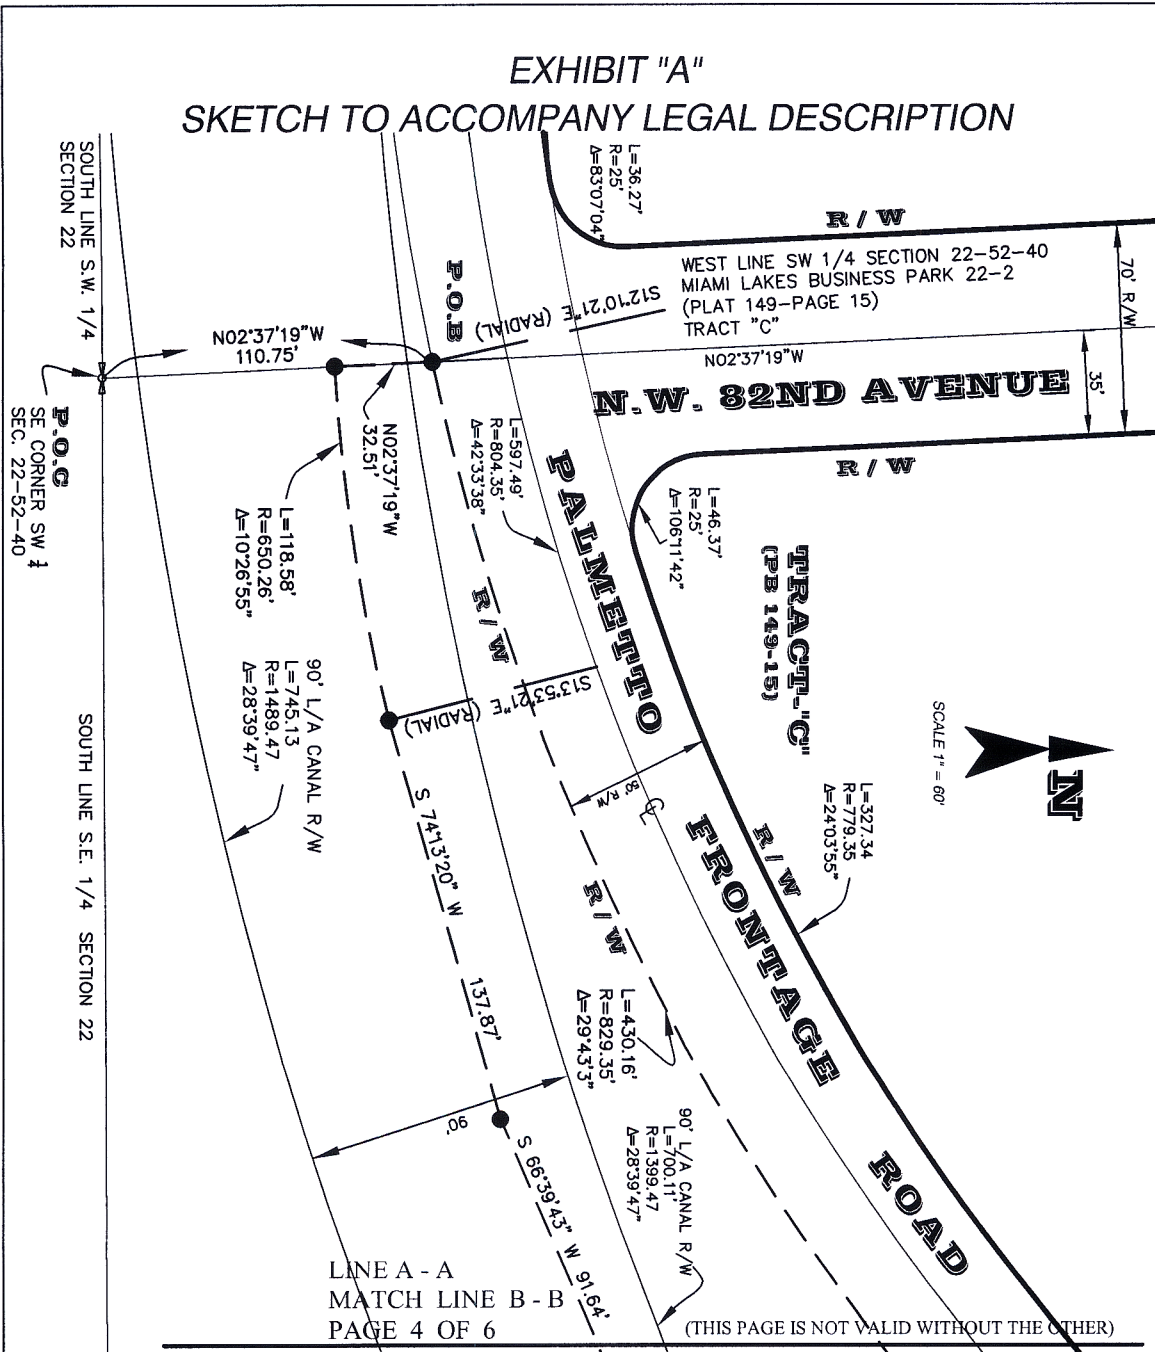 EXHIBIT "A"
SKETCH TO ACCOMPANY LEGAL DESCRIPTION
SOUTH LINE S.W. 1/4
SECTION 22
L=36.27'
R=25'
Δ=83°07'04"
R / W
WEST LINE SW 1/4 SECTION 22-52-40
MIAMI LAKES BUSINESS PARK 22-2
(PLAT 149-PAGE 15)
TRACT "C"
70' R/W
P.O.B
S12°10'21"E (RADIAL)
N02°37'19"W
110.75'
N02°37'19"W
35'
N.W. 82ND AVENUE
R / W
P.O.C
SE CORNER SW 1/4
SEC. 22-52-40
N02°37'19"W
32.51'
L=597.49'
R=804.35'
Δ=42°33'38"
L=46.37'
R=25'
Δ=106°11'42"
L=118.58'
R=650.26'
Δ=10°26'55"
TRACT-"C"
(PB 149-15)
R / W
PALMETTO FRONTAGE ROAD
S13°53'21"E (RADIAL)
SCALE 1" = 60'
N
90' L/A CANAL R/W
L=745.13
R=1489.47
Δ=28°39'47"
SOUTH LINE S.E. 1/4 SECTION 22
50' R/W
CL
L=327.34
R=779.35
Δ=24°03'55"
R / W
S 74°13'20" W 137.87'
R / W
L=430.16'
R=829.35'
Δ=29°43'3"
90'
90' L/A CANAL R/W
L=700.11'
R=1399.47
Δ=28°39'47"
S 66°39'43" W 91.64'
LINE A - A
MATCH LINE B - B
PAGE 4 OF 6
(THIS PAGE IS NOT VALID WITHOUT THE OTHER)